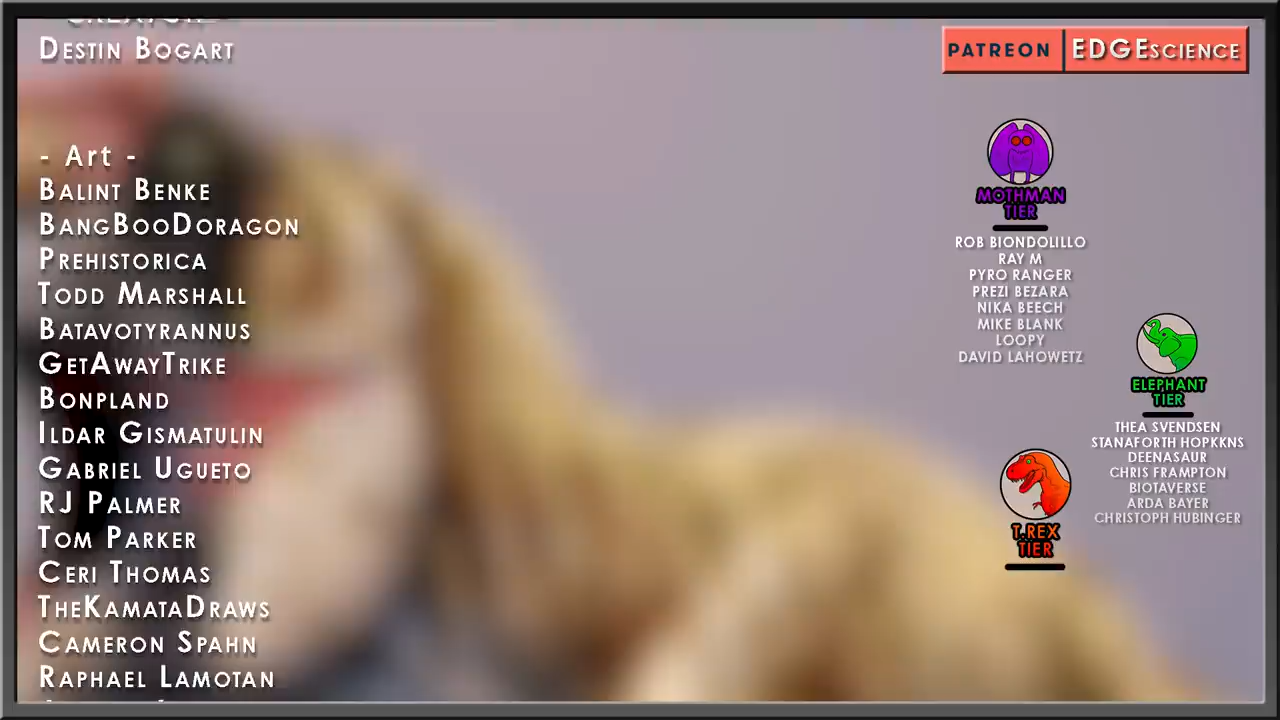 Destin Bogart
- Art -
Balint Benke
BangBooDoragon
Prehistorica
Todd Marshall
Batavotyrannus
GetAwayTrike
Bonpland
Ildar Gismatulin
Gabriel Ugueto
RJ Palmer
Tom Parker
Ceri Thomas
TheKamataDraws
Cameron Spahn
Raphael Lamotan
PATREON EDGESCIENCE
MOTHMAN
TIER
ROB BIONDOLILLO
RAY M
PYRO RANGER
PREZI BEZARA
NIKA BEECH
MIKE BLANK
LOOPY
DAVID LAHOWETZ
ELEPHANT
TIER
THEA SVENDSEN
STANAFORTH HOPKKNS
DEENASAUR
CHRIS FRAMPTON
BIOTAVERSE
ARDA BAYER
CHRISTOPH HUBINGER
T.REX
TIER